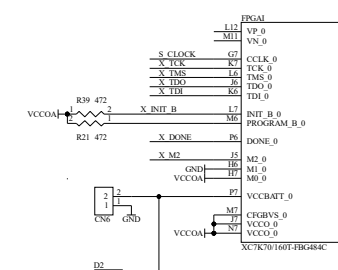 FPGAI
L12 VP_0
M11 VN_0
S_CLOCK G7 CCLK_0
X_TCK K7 TCK_0
X_TMS L6 TMS_0
X_TDO J6 TDO_0
X_TDI K6 TDI_0
R39 472
VCCOA 1 2 X_INIT_B L7 INIT_B_0
2 1 M6 PROGRAM_B_0
R21 472
X_DONE P6 DONE_0
X_M2 J5 M2_0
GND H6 M1_0
VCCOA H7 M0_0
2 2 P7 VCCBATT_0
1 1
CN6 GND
M7 CFGBVS_0
J7 VCCO_0
VCCOA N7 VCCO_0
XC7K70/160T-FBG484C
D2